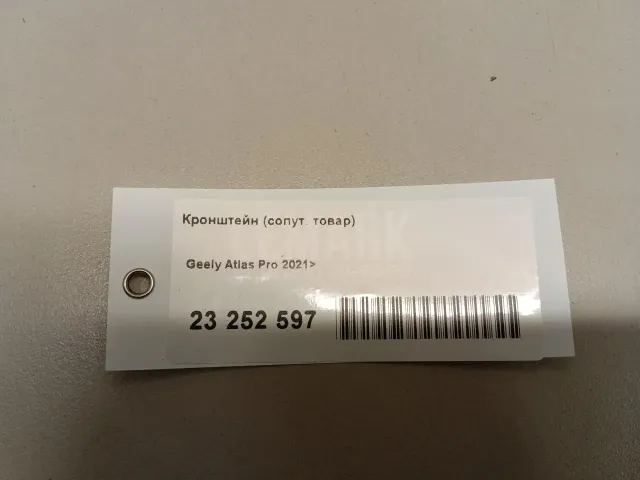 Кронштейн (сопут. товар)
Geely Atlas Pro 2021>
23 252 597